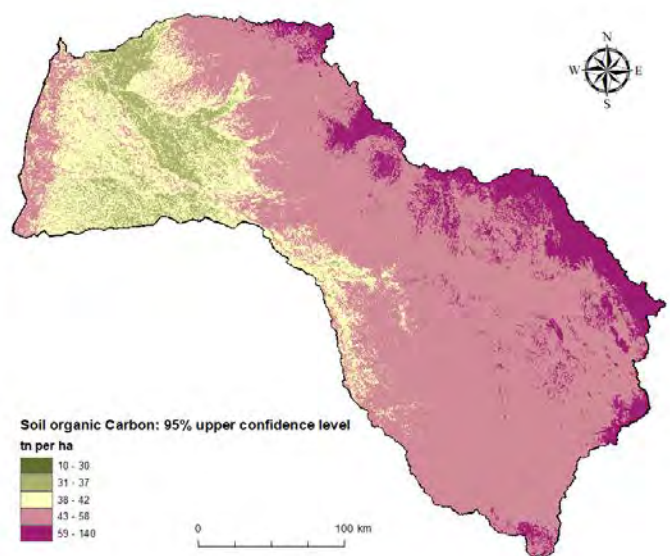 N
W E
S
Soil organic Carbon: 95% upper confidence level
tn per ha
10 - 30
31 - 37
38 - 42
43 - 58
59 - 140
0 100 km